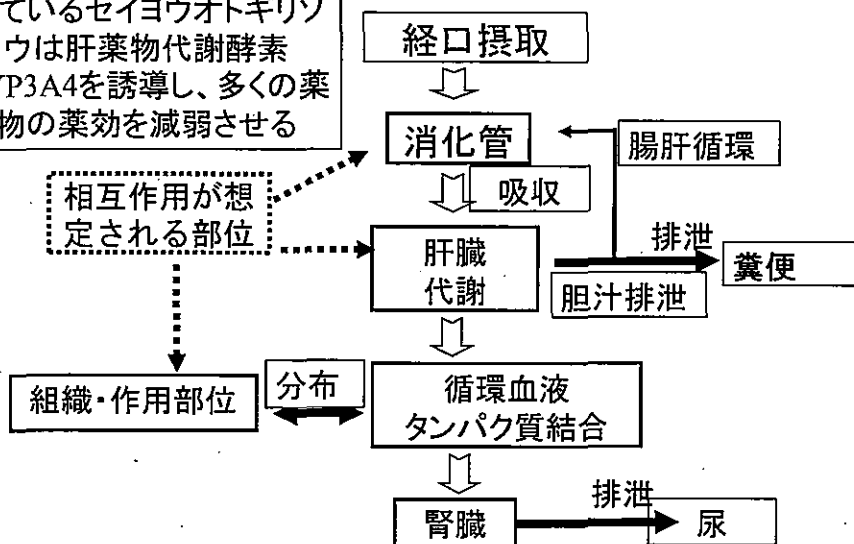 ているセイヨウオトキリソ
ウは肝薬物代謝酵素
YP3A4を誘導し、多くの薬
物の薬効を減弱させる
経口摂取
消化管
腸肝循環
吸収
相互作用が想
定される部位
肝臓
代謝
排泄
糞便
胆汁排泄
組織・作用部位
分布
循環血液
タンパク質結合
腎臓
排泄
尿